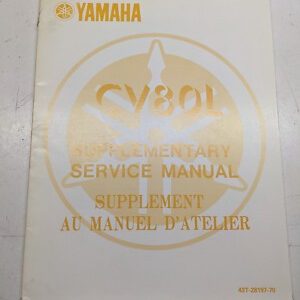 YAMAHA
CV80L
SUPPLEMENTARY
SERVICE MANUAL
SUPPLEMENT
AU MANUEL D'ATELIER